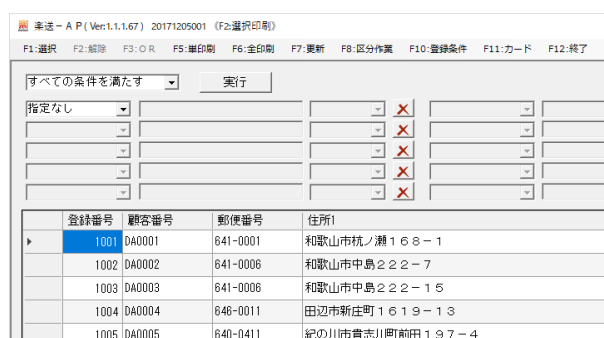 楽送－ＡＰ( Ver:1.1.1.67) 20171205001 《F2:選択印刷》
F1:選択 F2:解除 F3:ＯＲ F5:単印刷 F6:全印刷 F7:更新 F8:区分作業 F10:登録条件 F11:カード F12:終了
すべての条件を満たす 実行
指定なし
登録番号 顧客番号 郵便番号 住所1
1001 DA0001 641-0001 和歌山市杭ノ瀬１６８－１
1002 DA0002 641-0006 和歌山市中島２２２－７
1003 DA0003 641-0006 和歌山市中島２２２－１５
1004 DA0004 646-0011 田辺市新庄町１６１９－１３
1005 DA0005 640-0411 紀の川市貴志川町前田１９７－４